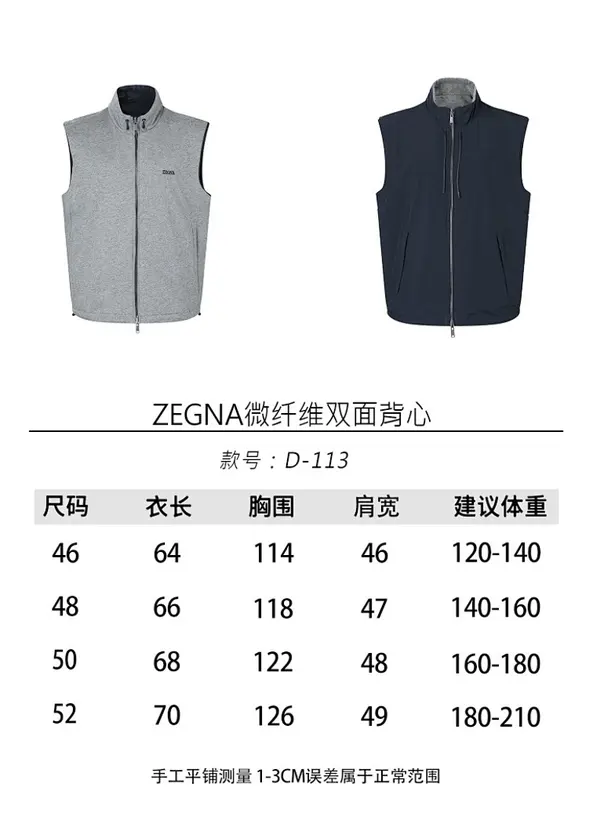 ZEGNA
ZEGNA微纤维双面背心
款号：D-113
尺码 衣长 胸围 肩宽 建议体重
46 64 114 46 120-140
48 66 118 47 140-160
50 68 122 48 160-180
52 70 126 49 180-210
手工平铺测量 1-3CM误差属于正常范围